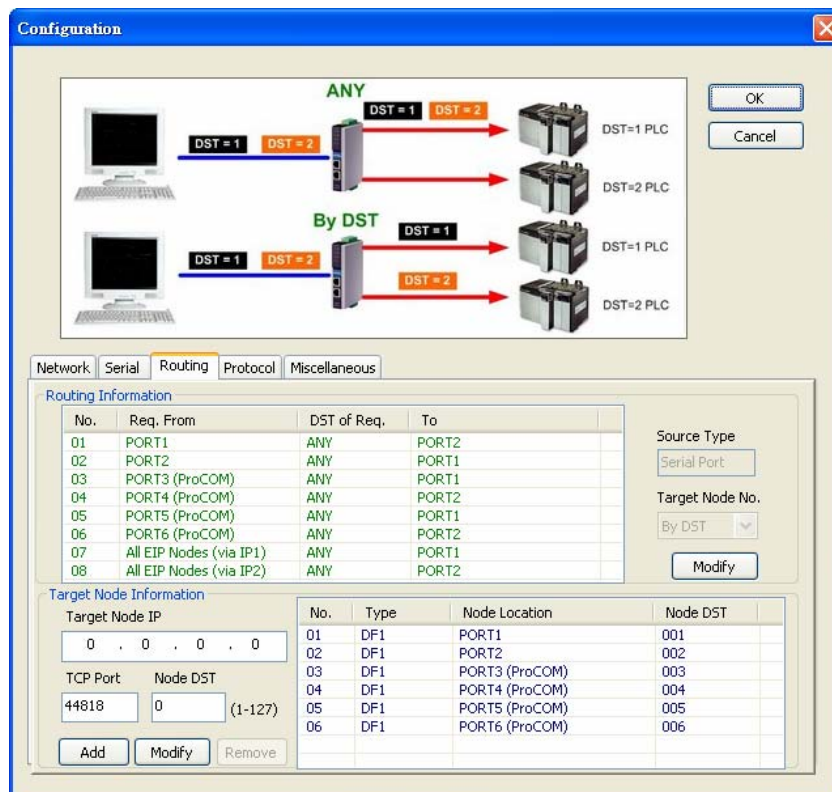 Configuration
ANY
DST = 1 DST = 2
DST = 1 DST = 2
DST=1 PLC
DST=2 PLC
By DST
DST = 1
DST = 1 DST = 2
DST=1 PLC
DST = 2
DST=2 PLC
OK
Cancel
Network Serial Routing Protocol Miscellaneous
Routing Information
No. Req. From DST of Req. To
01 PORT1 ANY PORT2
02 PORT2 ANY PORT1
03 PORT3 (ProCOM) ANY PORT1
04 PORT4 (ProCOM) ANY PORT2
05 PORT5 (ProCOM) ANY PORT1
06 PORT6 (ProCOM) ANY PORT2
07 All EIP Nodes (via IP1) ANY PORT1
08 All EIP Nodes (via IP2) ANY PORT2
Source Type
Serial Port
Target Node No.
By DST
Modify
Target Node Information
Target Node IP
0 . 0 . 0 . 0
TCP Port Node DST
44818 0 (1-127)
Add Modify Remove
No. Type Node Location Node DST
01 DF1 PORT1 001
02 DF1 PORT2 002
03 DF1 PORT3 (ProCOM) 003
04 DF1 PORT4 (ProCOM) 004
05 DF1 PORT5 (ProCOM) 005
06 DF1 PORT6 (ProCOM) 006